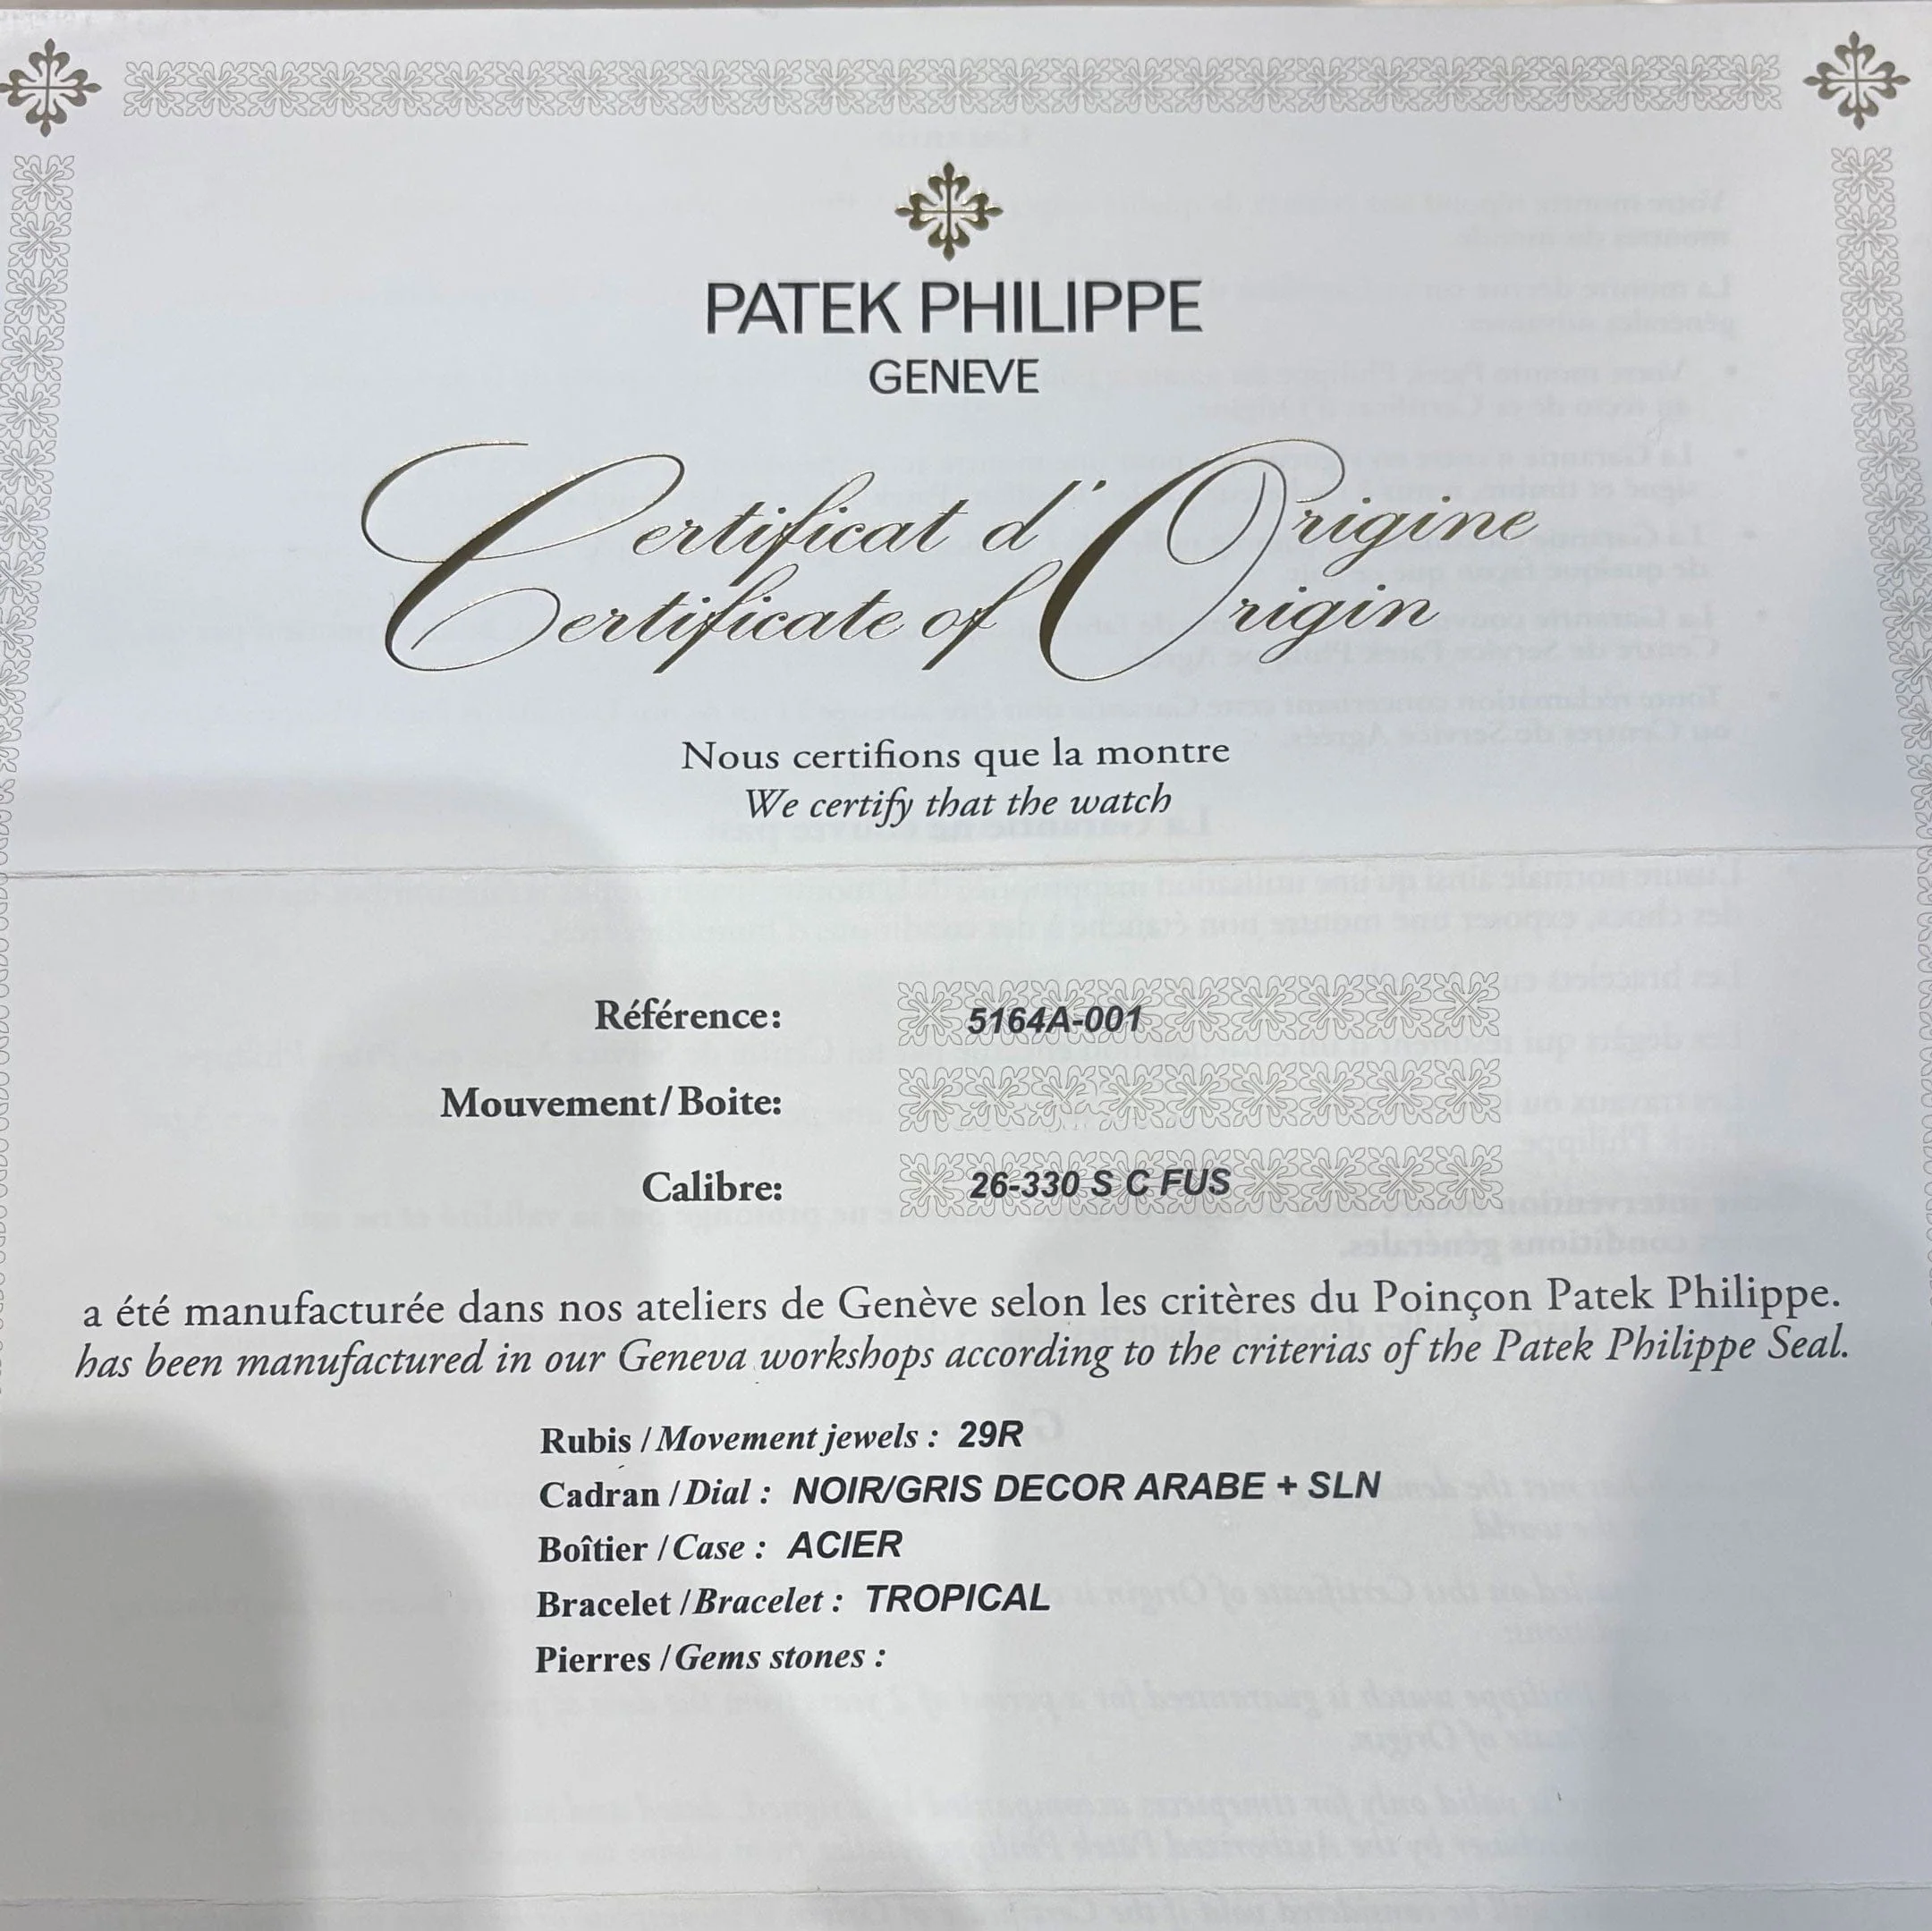 PATEK PHILIPPE
GENEVE
Certificat d'Origine
Certificate of Origin
Nous certifions que la montre
We certify that the watch
Référence: 5164A-001
Mouvement/Boite:
Calibre: 26-330 S C FUS
a été manufacturée dans nos ateliers de Genève selon les critères du Poinçon Patek Philippe.
has been manufactured in our Geneva workshops according to the criterias of the Patek Philippe Seal.
Rubis / Movement jewels : 29R
Cadran / Dial : NOIR/GRIS DECOR ARABE + SLN
Boîtier / Case : ACIER
Bracelet / Bracelet : TROPICAL
Pierres / Gems stones :